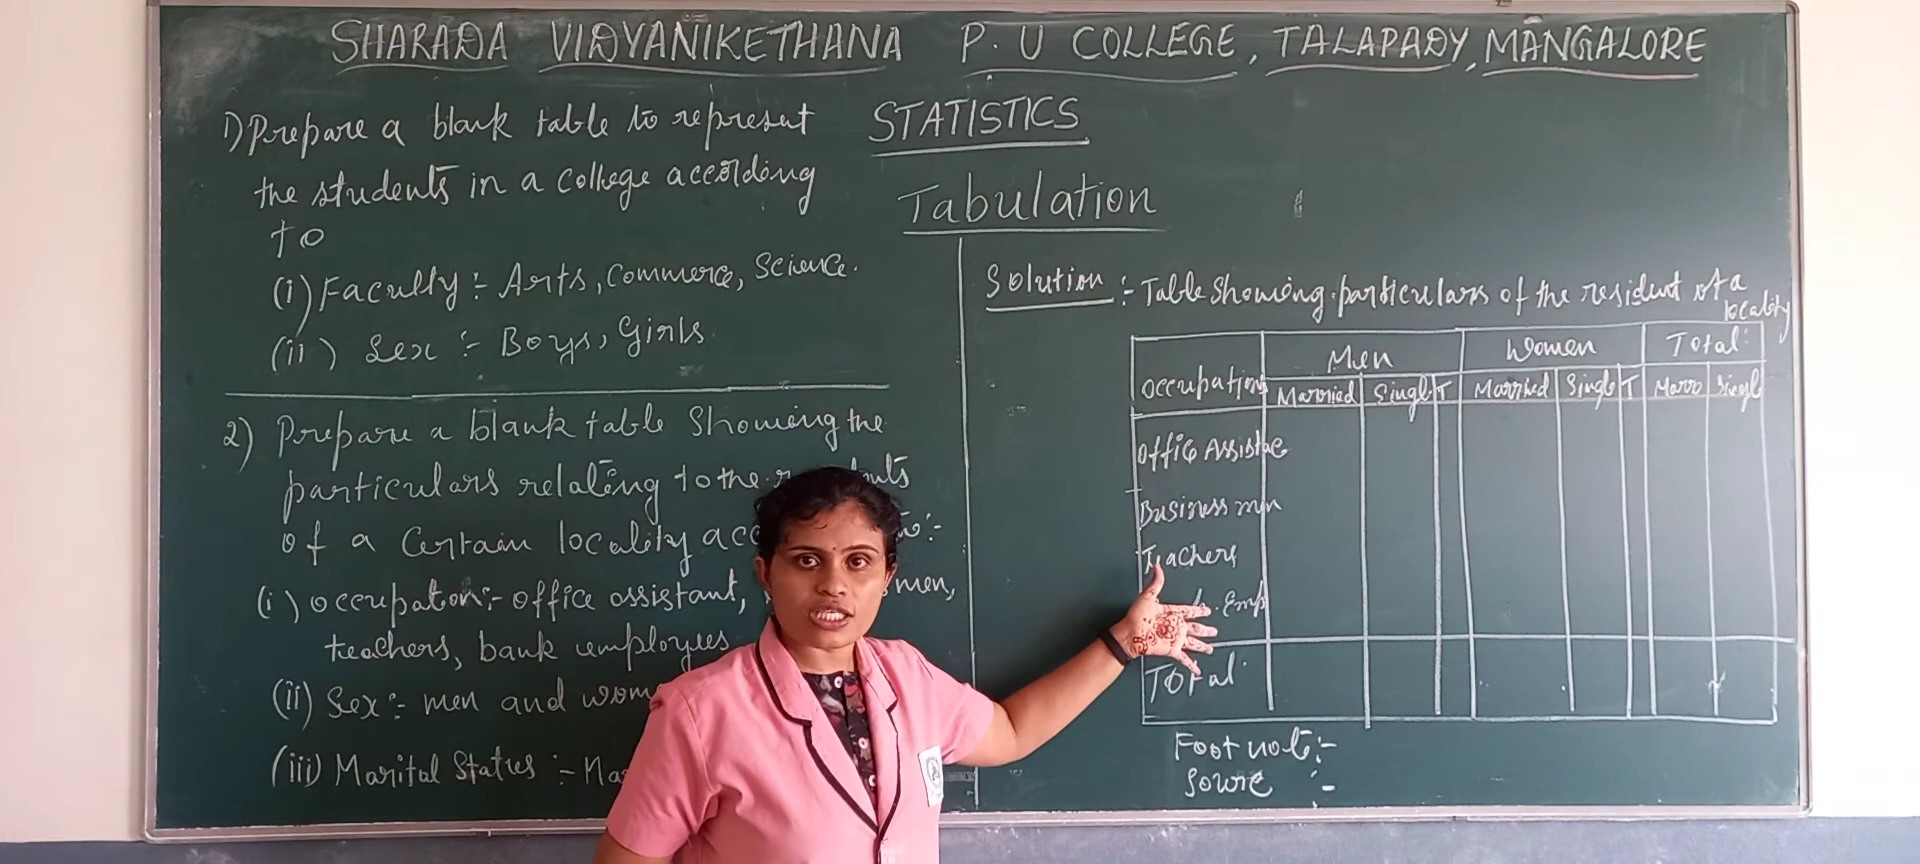 SHARADA VIDYANIKETHANA P.U COLLEGE, TALAPADY, MANGALORE
STATISTICS
Tabulation
1) Prepare a blank table to represent
the students in a college according
to
(i) Faculty :- Arts, Commerce, Science.
(ii) Sex :- Boys, Girls.
2) Prepare a blank table Showing the
particulars relating to the
of a Certain locality
(i) occupation:- office assistant, men,
teachers, bank employees
(ii) Sex :- men and
(iii) Marital Status :-
Solution :- Table Showing particulars of the resident of a
locality
Occupation Men Women Total
Married Single T Married Single T Marr Single
Office Assista
Business men
Teachers
Emp
Total
Foot note :-
Sourc :-